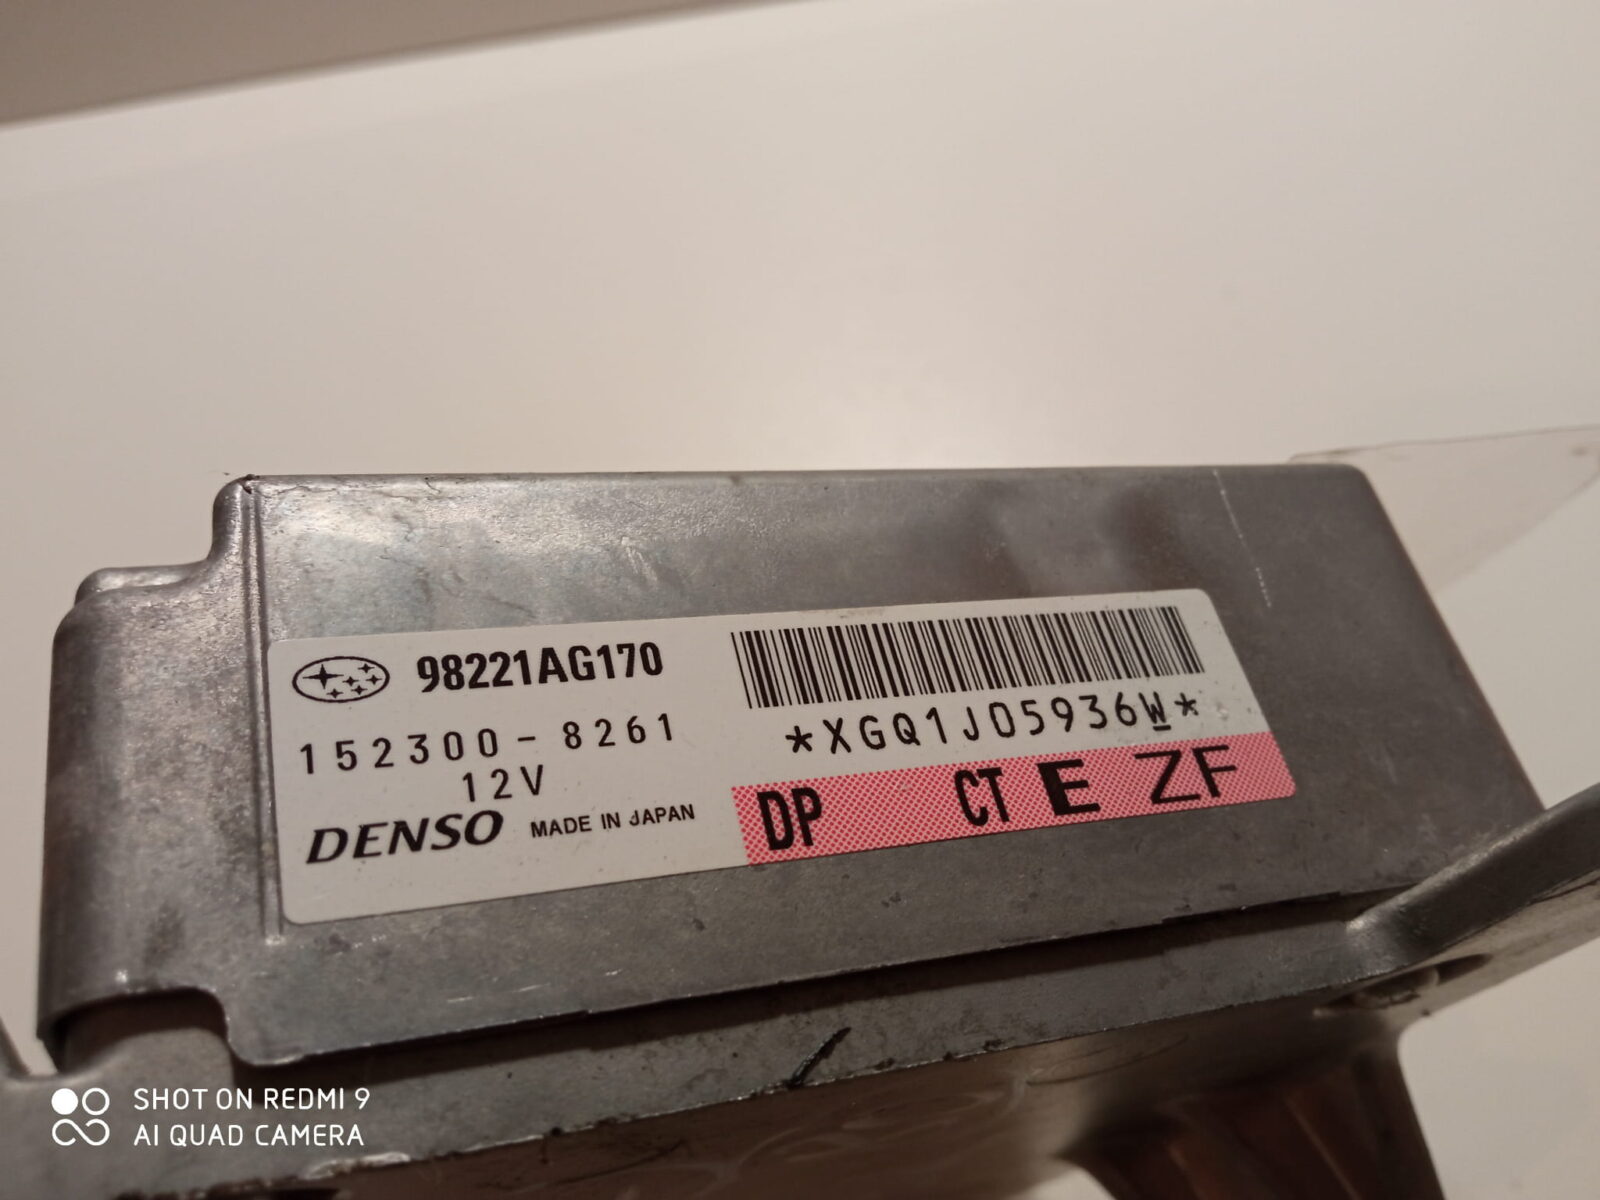 98221AG170
152300-8261
12V
DENSO MADE IN JAPAN
*XGQ1J05936W*
DP CT E ZF
SHOT ON REDMI 9
AI QUAD CAMERA